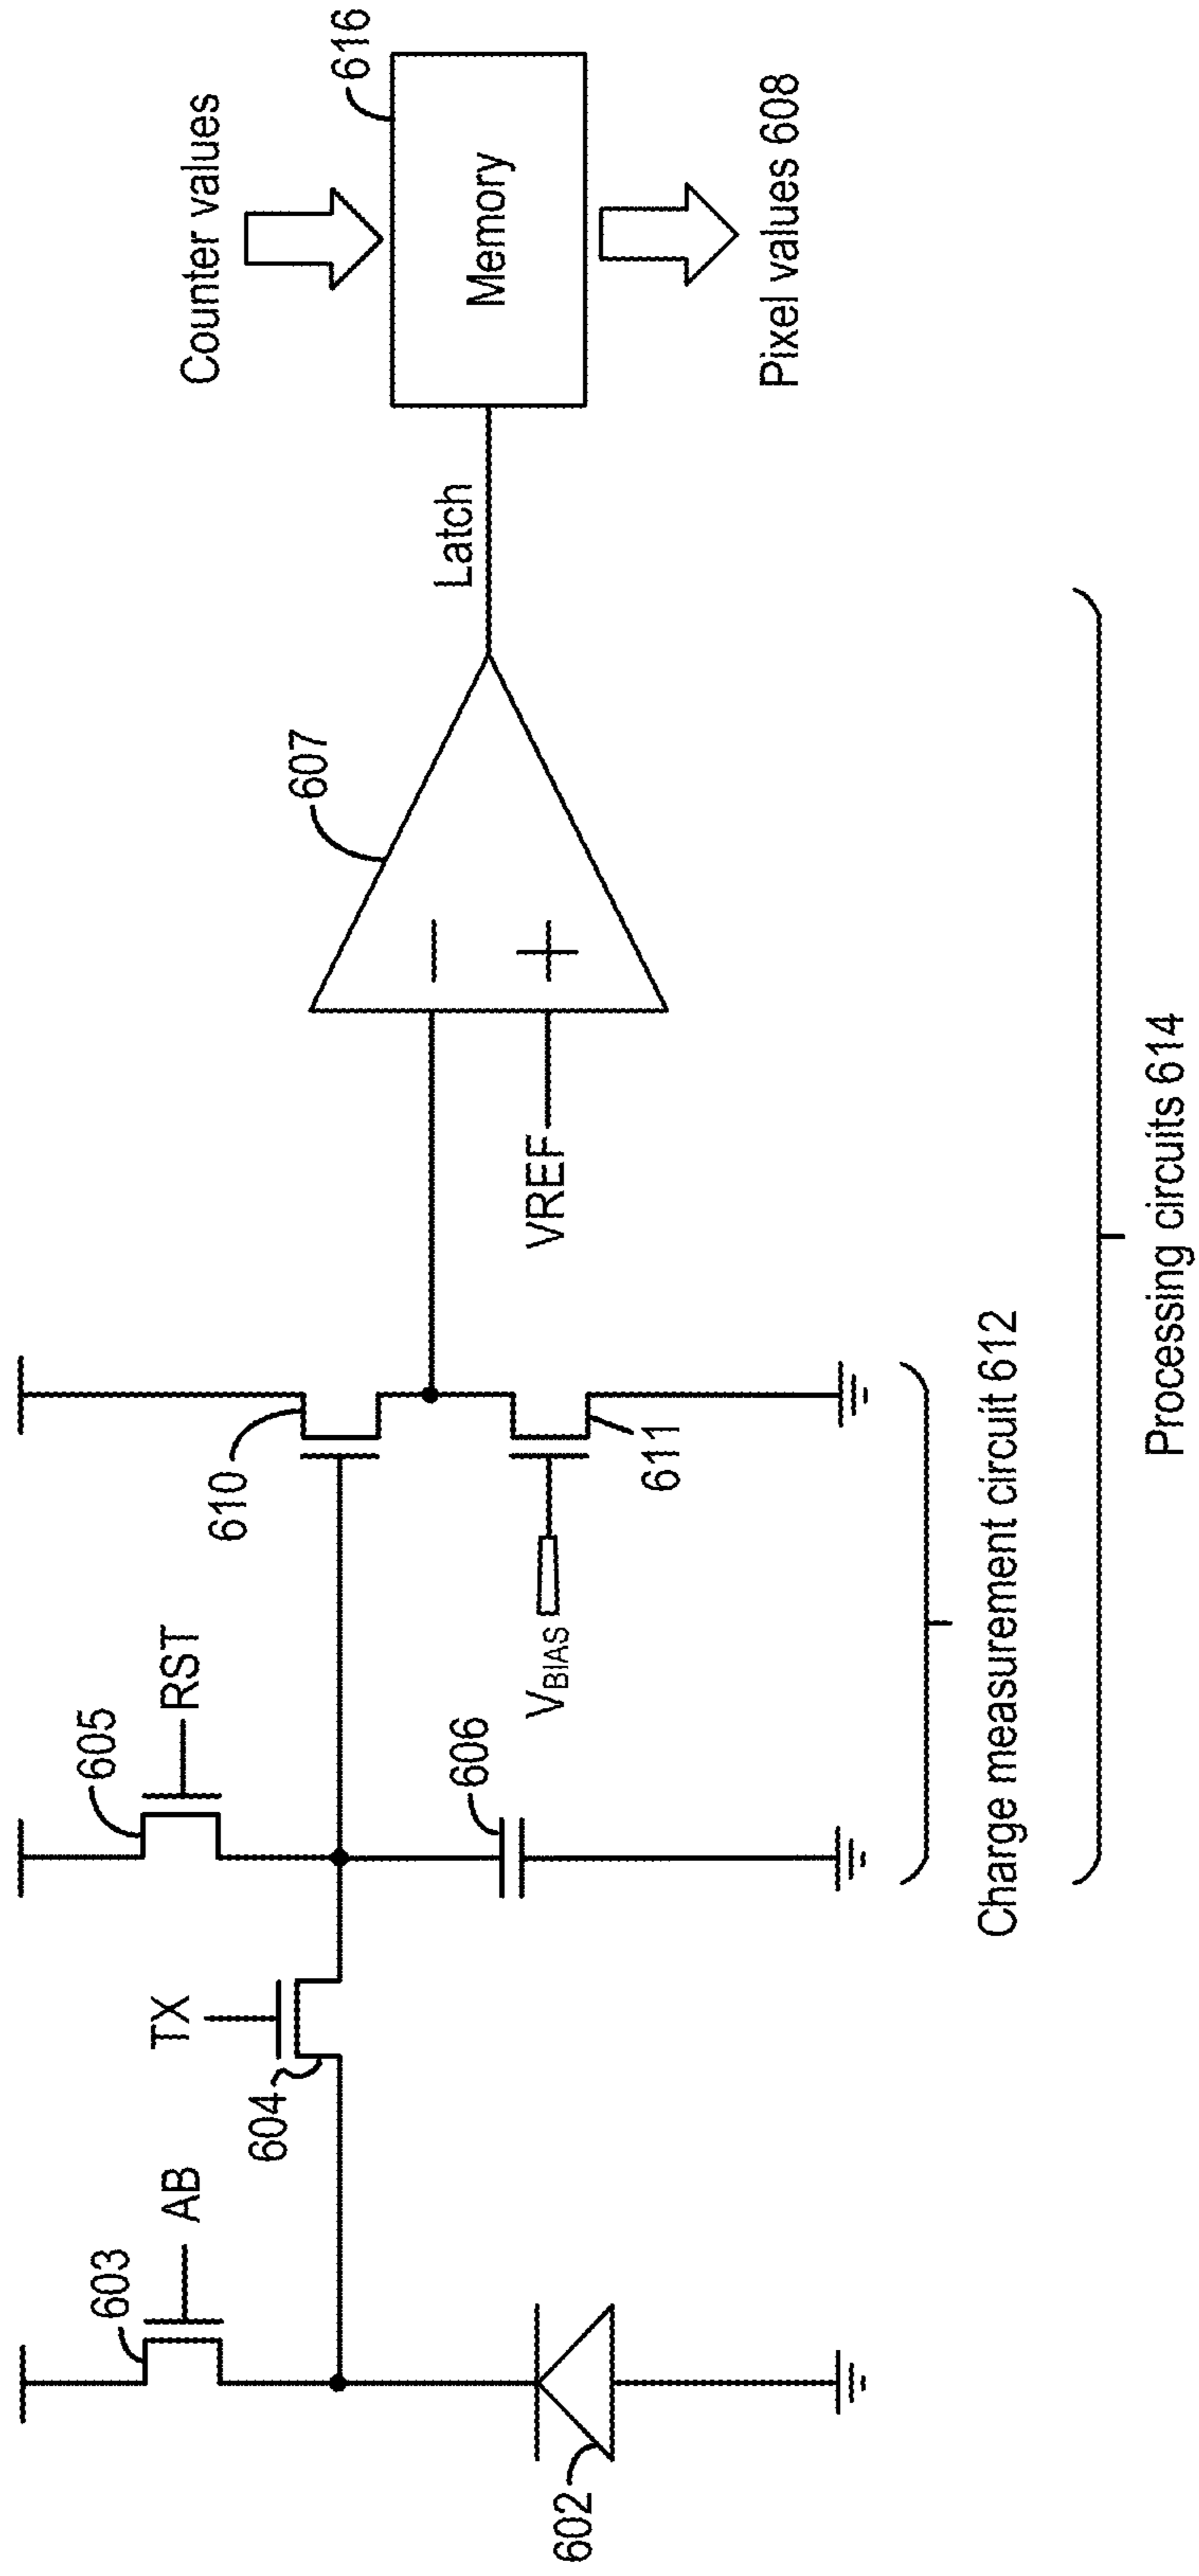 603
AB
602
TX
604
605
RST
606
610
611
VBIAS
VREF
607
Latch
Counter values
616
Memory
Pixel values 608
Charge measurement circuit 612
Processing circuits 614